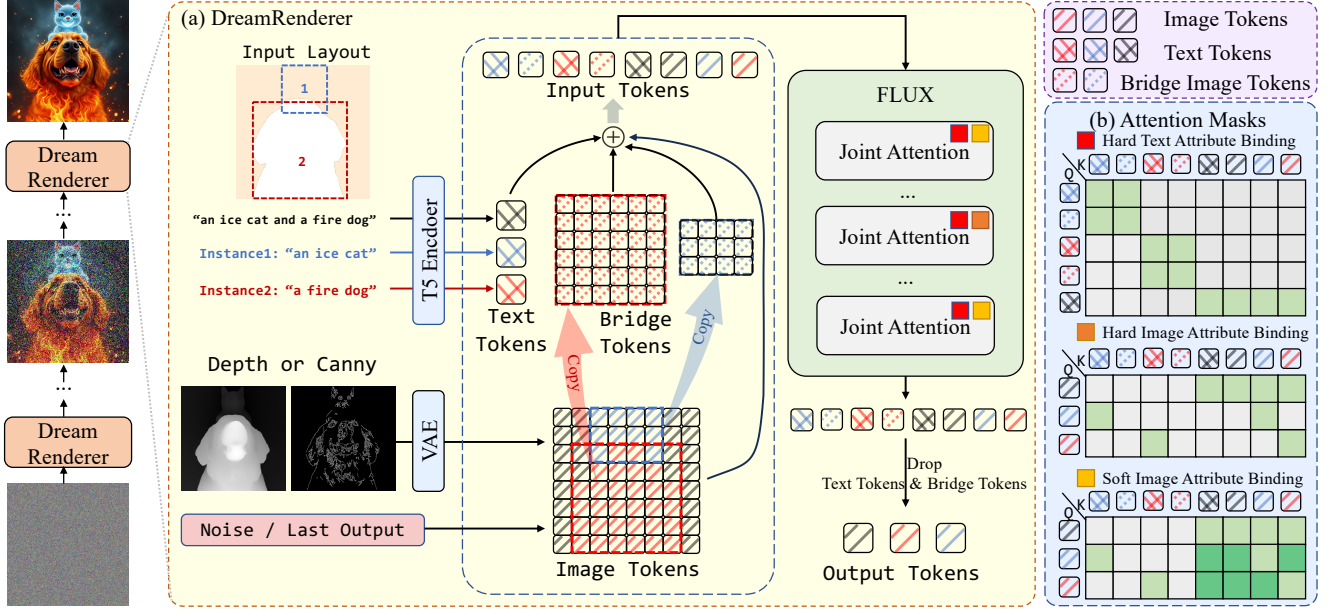 Dream
Renderer
...
...
Dream
Renderer
(a) DreamRenderer
Input Layout
1
2
"an ice cat and a fire dog"
Instance1: "an ice cat"
Instance2: "a fire dog"
T5 Endoer
Text
Tokens
Bridge
Tokens
Input Tokens
Copy
Copy
Depth or Canny
VAE
Noise / Last Output
Image Tokens
FLUX
Joint Attention
...
Joint Attention
...
Joint Attention
Drop
Text Tokens & Bridge Tokens
Output Tokens
Image Tokens
Text Tokens
Bridge Image Tokens
(b) Attention Masks
Hard Text Attribute Binding
K
Q
Hard Image Attribute Binding
K
Q
Soft Image Attribute Binding
K
Q